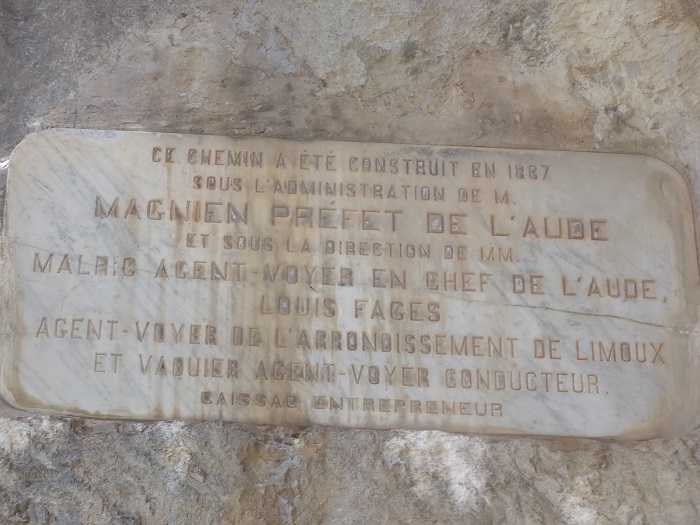 CE CHEMIN A ÉTÉ CONSTRUIT EN 1887
SOUS L'ADMINISTRATION DE M.
MAGNIEN PRÉFET DE L'AUDE
ET SOUS LA DIRECTION DE MM.
MALRIC AGENT-VOYER EN CHEF DE L'AUDE,
LOUIS FAGES
AGENT-VOYER DE L'ARRONDISSEMENT DE LIMOUX
ET VAQUIER AGENT-VOYER CONDUCTEUR.
CAISSAC ENTREPRENEUR